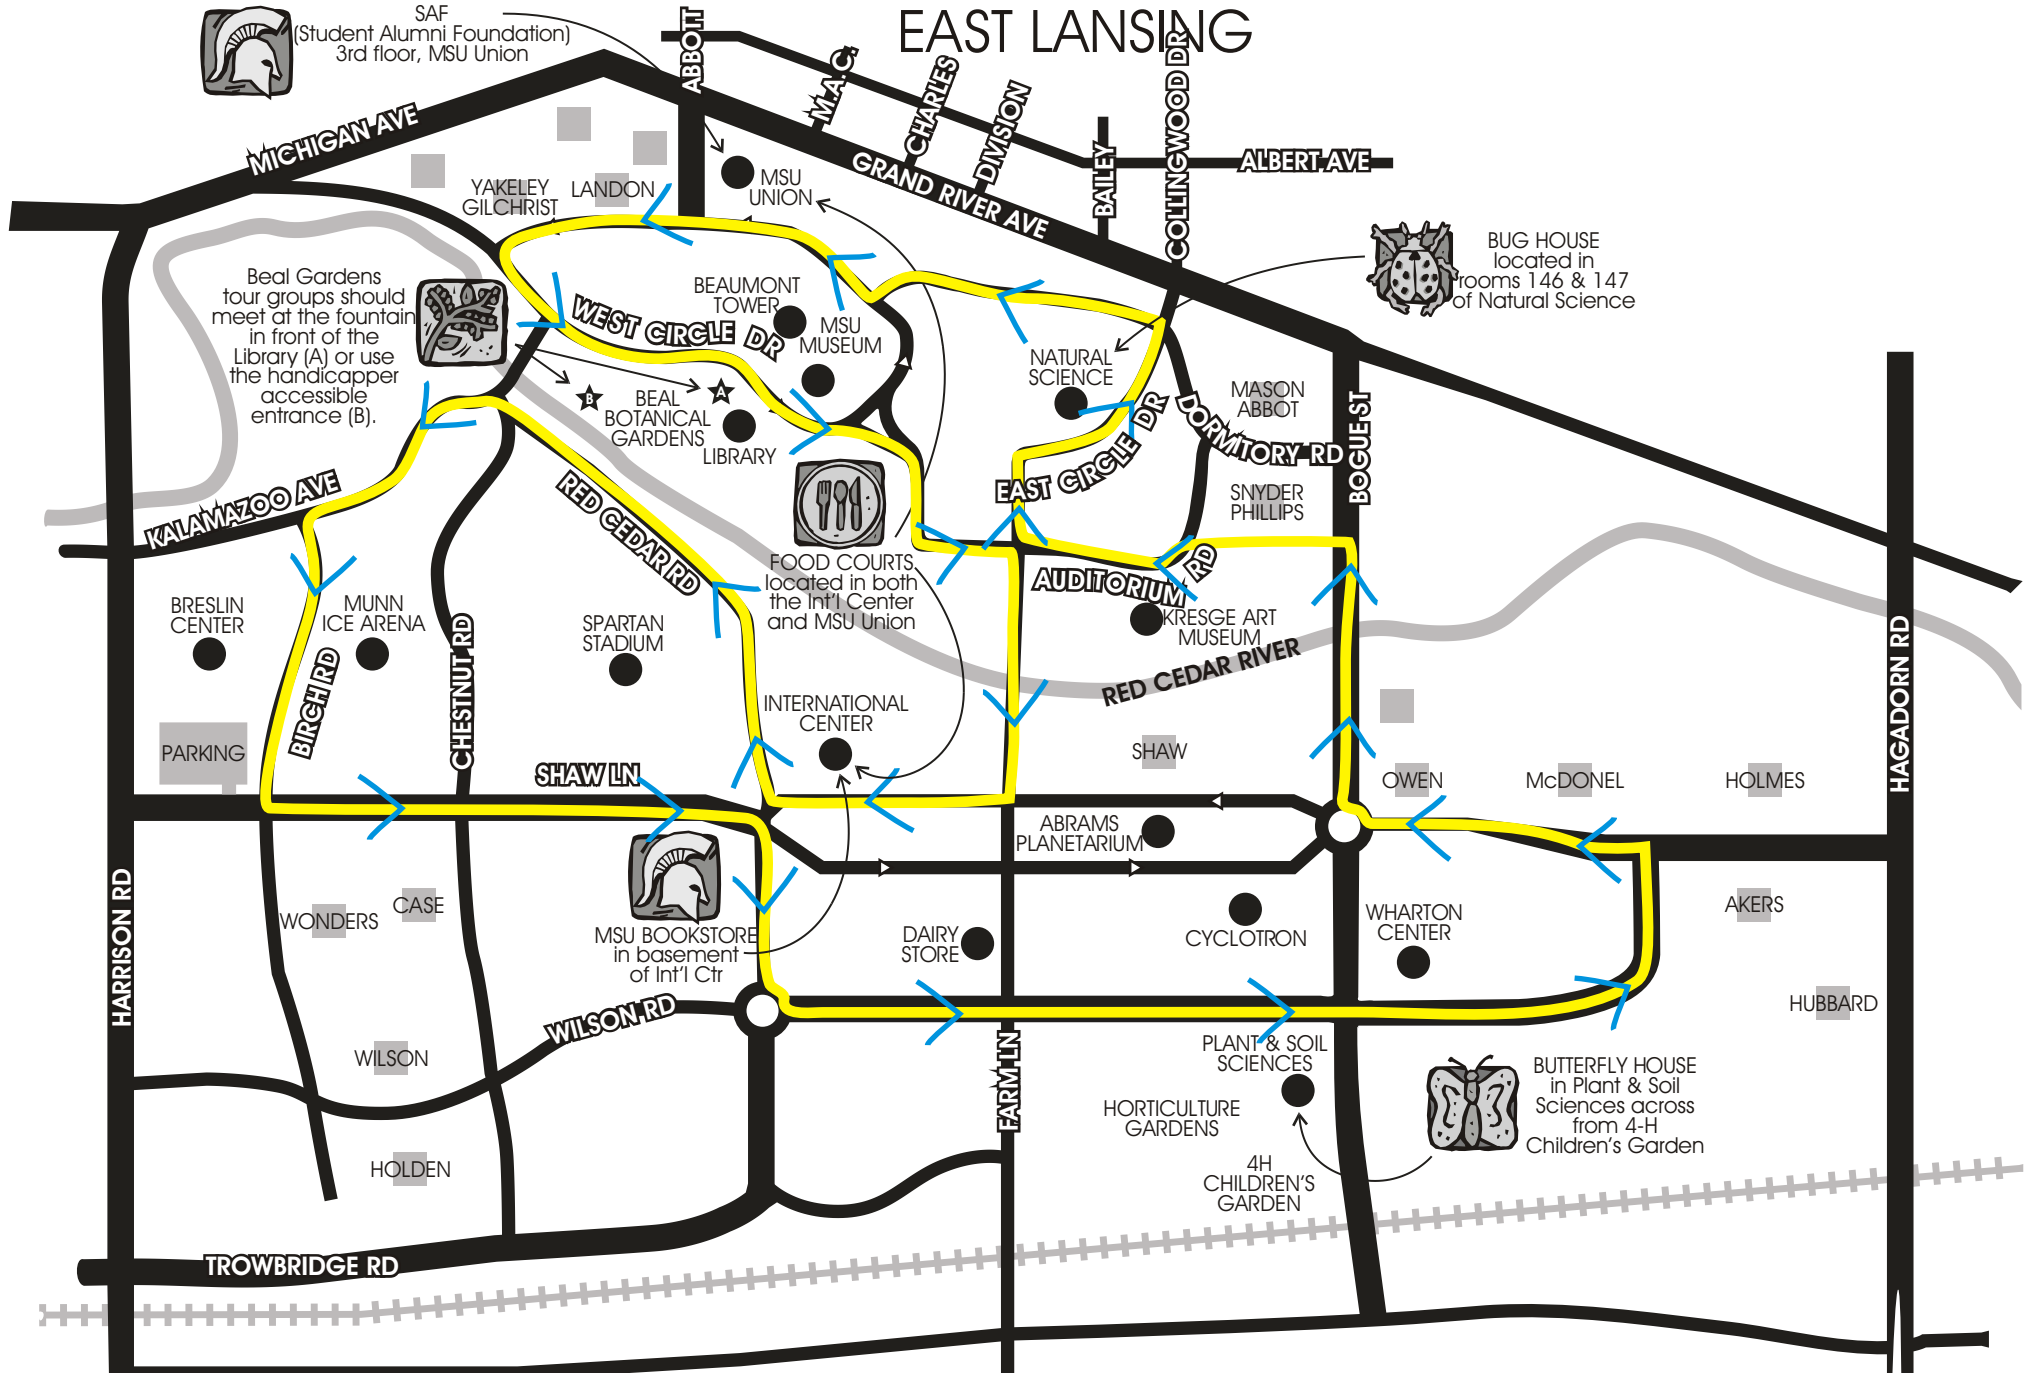 EAST LANSING
SAF
(Student Alumni Foundation)
3rd floor, MSU Union
ABBOTT
M.A.C.
CHARLES
DIVISION
BAILEY
COLLINGWOOD DR
ALBERT AVE
MICHIGAN AVE
GRAND RIVER AVE
YAKELEY
GILCHRIST
LANDON
MSU
UNION
BUG HOUSE
located in
rooms 146 & 147
of Natural Science
Beal Gardens
tour groups should
meet at the fountain
in front of the
Library (A) or use
the handicapper
accessible
entrance (B).
BEAUMONT
TOWER
WEST CIRCLE DR
MSU
MUSEUM
NATURAL
SCIENCE
MASON
ABBOT
B
A
BEAL
BOTANICAL
GARDENS
LIBRARY
EAST CIRCLE DR
DORMITORY RD
BOGUE ST
SNYDER
PHILLIPS
KALAMAZOO AVE
RED CEDAR RD
FOOD COURTS
located in both
the Int'l Center
and MSU Union
AUDITORIUM RD
KRESGE ART
MUSEUM
RED CEDAR RIVER
HAGADORN RD
BRESLIN
CENTER
MUNN
ICE ARENA
BIRCH RD
CHESTNUT RD
SPARTAN
STADIUM
INTERNATIONAL
CENTER
PARKING
SHAW LN
SHAW
OWEN
McDONEL
HOLMES
ABRAMS
PLANETARIUM
HARRISON RD
WONDERS
CASE
MSU BOOKSTORE
in basement
of Int'l Ctr
DAIRY
STORE
CYCLOTRON
WHARTON
CENTER
AKERS
HUBBARD
WILSON RD
WILSON
FARM LN
PLANT & SOIL
SCIENCES
HORTICULTURE
GARDENS
4H
CHILDREN'S
GARDEN
BUTTERFLY HOUSE
in Plant & Soil
Sciences across
from 4-H
Children's Garden
HOLDEN
TROWBRIDGE RD